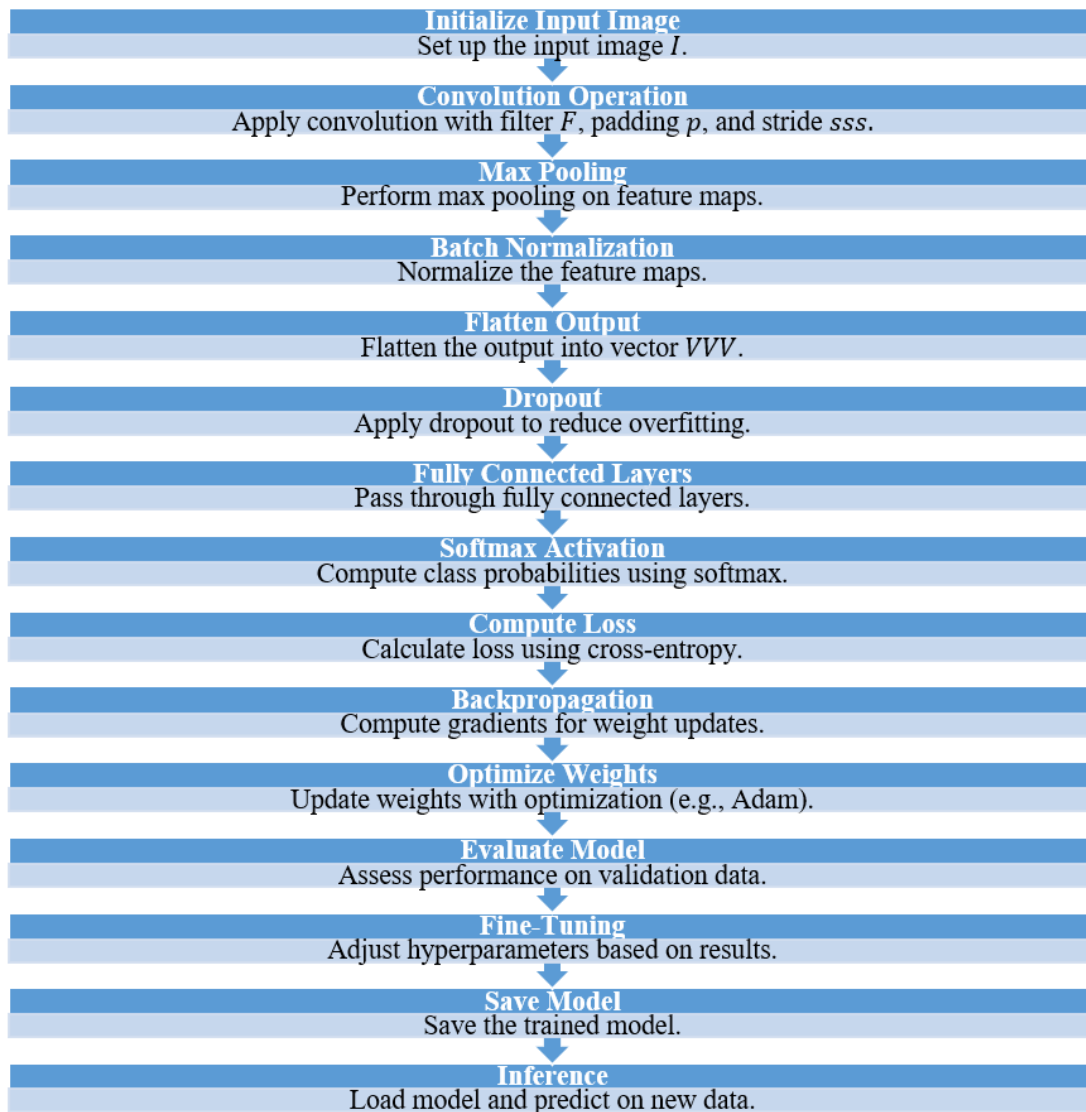 Initialize Input Image
Set up the input image I.
Convolution Operation
Apply convolution with filter F, padding p, and stride sss.
Max Pooling
Perform max pooling on feature maps.
Batch Normalization
Normalize the feature maps.
Flatten Output
Flatten the output into vector VVV.
Dropout
Apply dropout to reduce overfitting.
Fully Connected Layers
Pass through fully connected layers.
Softmax Activation
Compute class probabilities using softmax.
Compute Loss
Calculate loss using cross-entropy.
Backpropagation
Compute gradients for weight updates.
Optimize Weights
Update weights with optimization (e.g., Adam).
Evaluate Model
Assess performance on validation data.
Fine-Tuning
Adjust hyperparameters based on results.
Save Model
Save the trained model.
Inference
Load model and predict on new data.